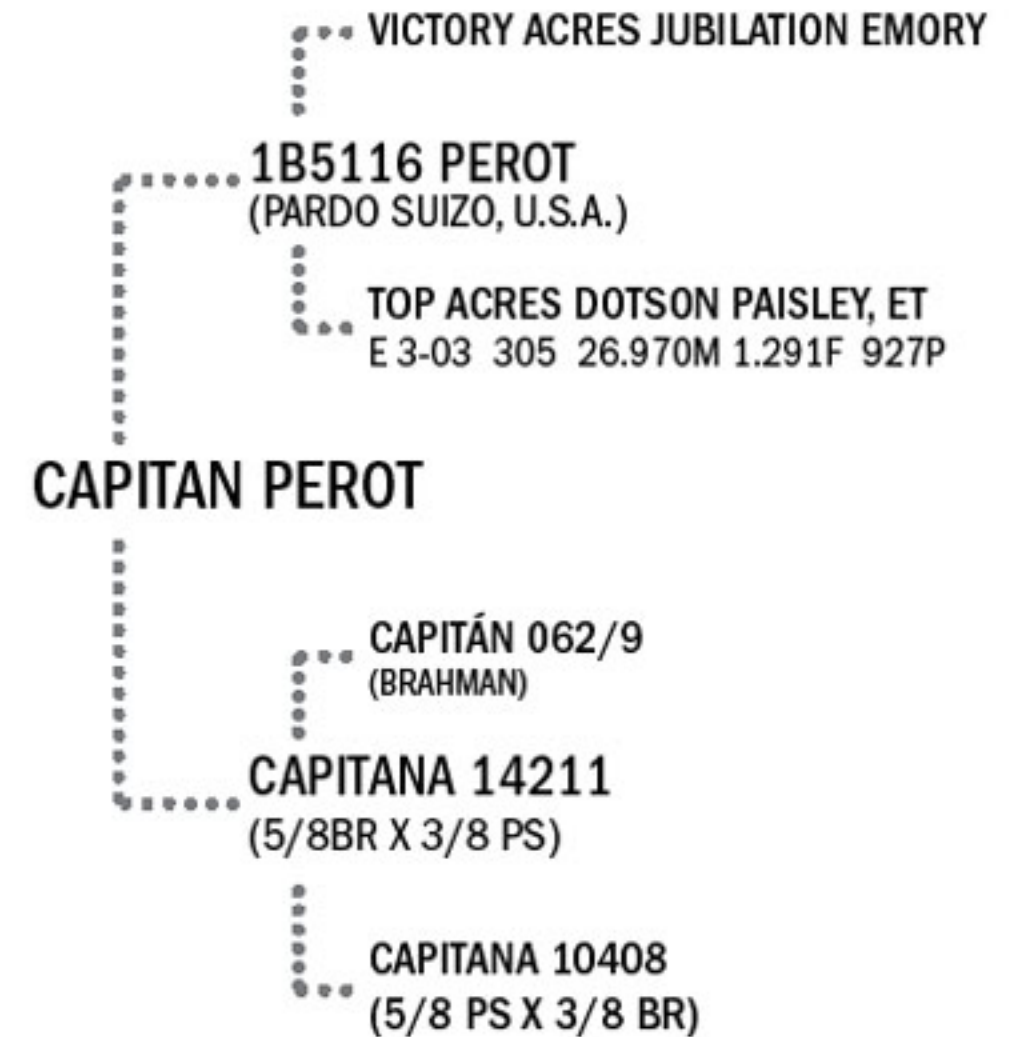 VICTORY ACRES JUBILATION EMORY
1B5116 PEROT
(PARDO SUIZO, U.S.A.)
TOP ACRES DOTSON PAISLEY, ET
E 3-03 305 26.970M 1.291F 927P
CAPITAN PEROT
CAPITÁN 062/9
(BRAHMAN)
CAPITANA 14211
(5/8BR X 3/8 PS)
CAPITANA 10408
(5/8 PS X 3/8 BR)